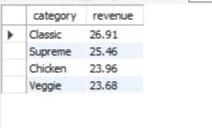 category revenue
Classic 26.91
Supreme 25.46
Chicken 23.96
Veggie 23.68